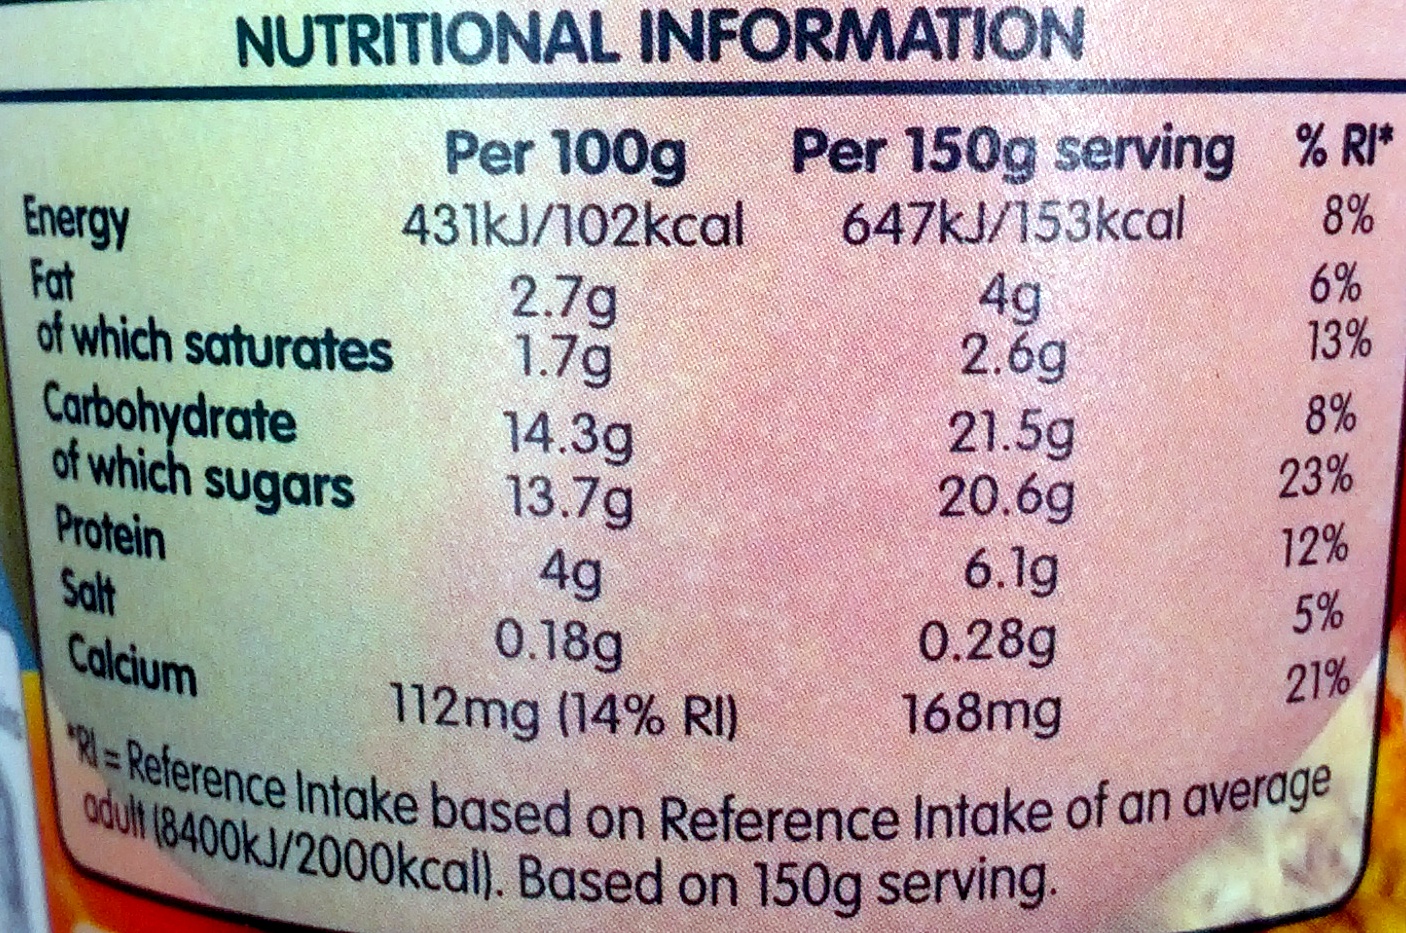 NUTRITIONAL INFORMATION
Per 100g Per 150g serving % RI*
Energy 431kJ/102kcal 647kJ/153kcal 8%
Fat 2.7g 4g 6%
of which saturates 1.7g 2.6g 13%
Carbohydrate 14.3g 21.5g 8%
of which sugars 13.7g 20.6g 23%
Protein 4g 6.1g 12%
Salt 0.18g 0.28g 5%
Calcium 112mg (14% RI) 168mg 21%
*RI = Reference Intake based on Reference Intake of an average
adult (8400kJ/2000kcal). Based on 150g serving.